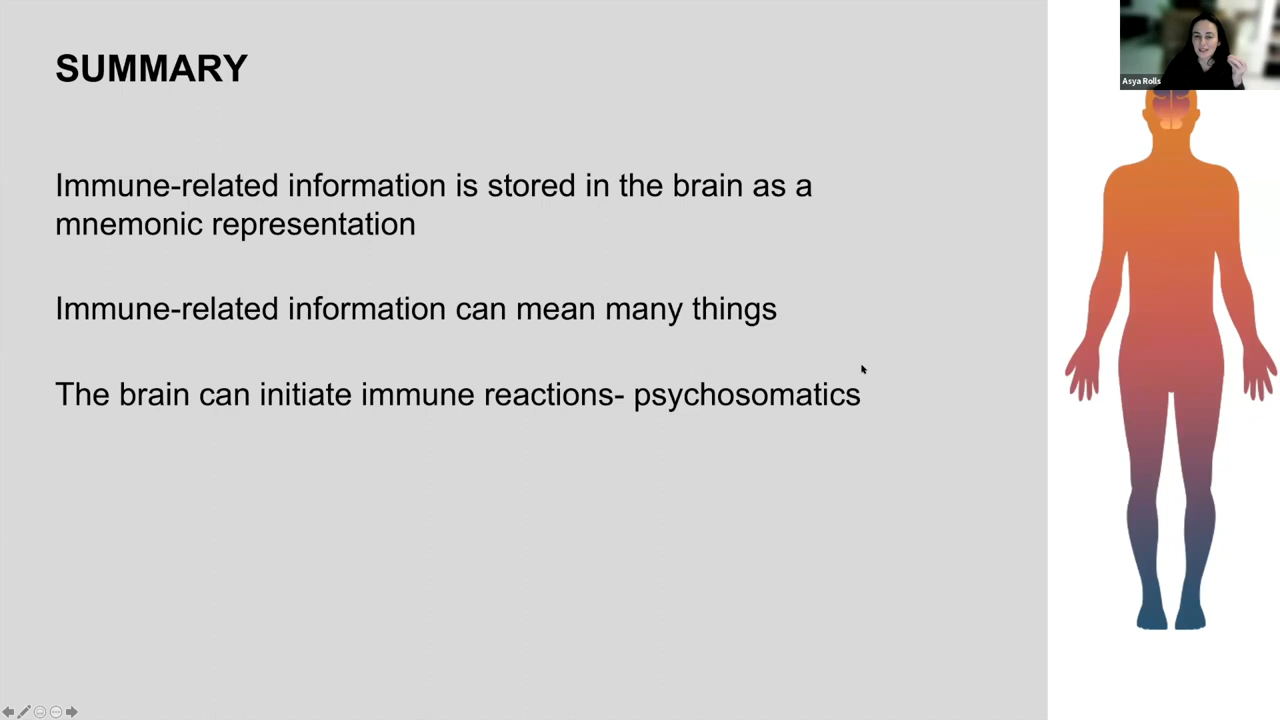 SUMMARY
Asya Rolls
Immune-related information is stored in the brain as a
mnemonic representation
Immune-related information can mean many things
The brain can initiate immune reactions- psychosomatics